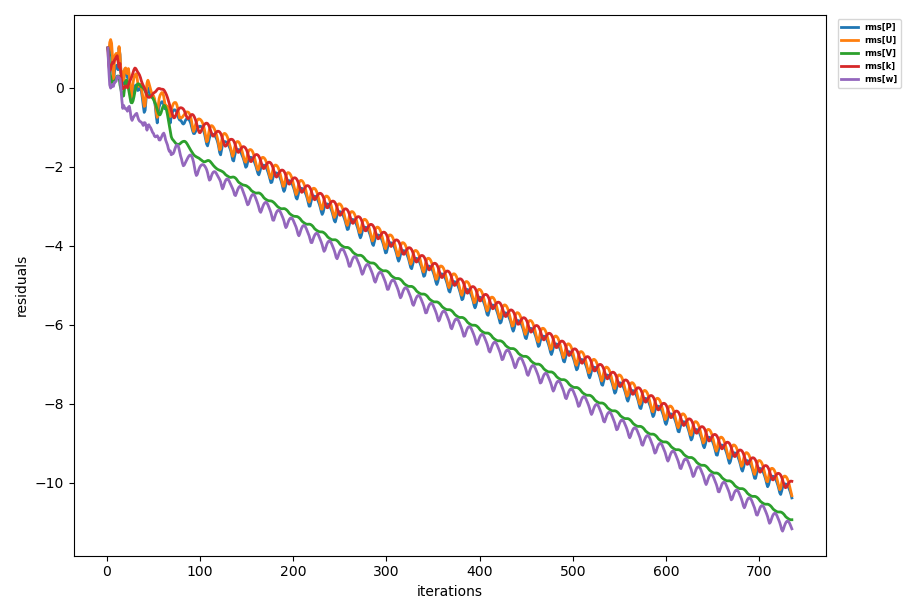 rms[P]
rms[U]
rms[V]
rms[k]
rms[w]
0
−2
−4
−6
−8
−10
residuals
0 100 200 300 400 500 600 700
iterations